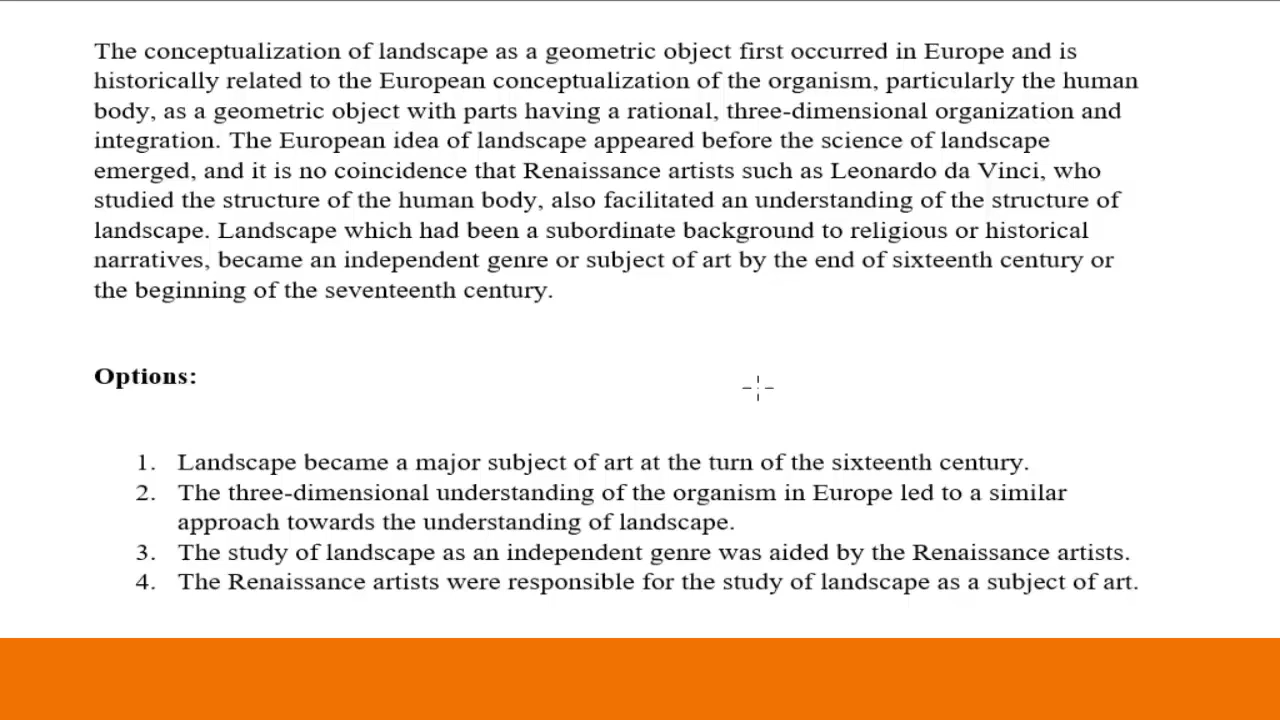 The conceptualization of landscape as a geometric object first occurred in Europe and is
historically related to the European conceptualization of the organism, particularly the human
body, as a geometric object with parts having a rational, three-dimensional organization and
integration. The European idea of landscape appeared before the science of landscape
emerged, and it is no coincidence that Renaissance artists such as Leonardo da Vinci, who
studied the structure of the human body, also facilitated an understanding of the structure of
landscape. Landscape which had been a subordinate background to religious or historical
narratives, became an independent genre or subject of art by the end of sixteenth century or
the beginning of the seventeenth century.
Options:
1. Landscape became a major subject of art at the turn of the sixteenth century.
2. The three-dimensional understanding of the organism in Europe led to a similar
approach towards the understanding of landscape.
3. The study of landscape as an independent genre was aided by the Renaissance artists.
4. The Renaissance artists were responsible for the study of landscape as a subject of art.